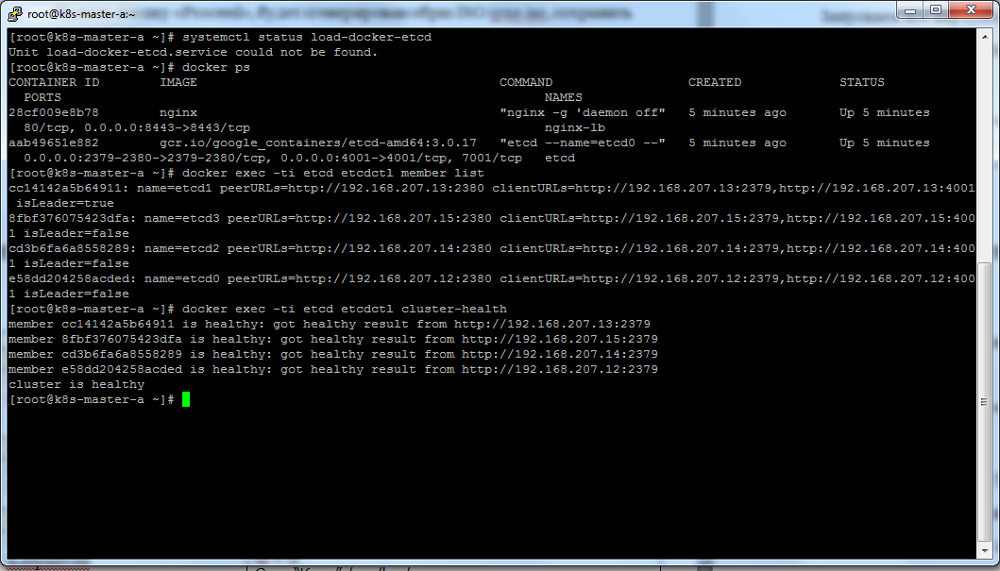 кнопку «Proceed», будет сгенерирован образ ISO
сохранить
Запускаем
root@k8s-master-a:~
[root@k8s-master-a ~]# systemctl status load-docker-etcd
Unit load-docker-etcd.service could not be found.
[root@k8s-master-a ~]# docker ps
CONTAINER ID        IMAGE                                        COMMAND                  CREATED             STATUS
  PORTS                                                                NAMES
28cf009e8b78        nginx                                        "nginx -g 'daemon off"   5 minutes ago       Up 5 minutes
  80/tcp, 0.0.0.0:8443->8443/tcp                                       nginx-lb
aab49651e882        gcr.io/google_containers/etcd-amd64:3.0.17   "etcd --name=etcd0 --"   5 minutes ago       Up 5 minutes
  0.0.0.0:2379-2380->2379-2380/tcp, 0.0.0.0:4001->4001/tcp, 7001/tcp   etcd
[root@k8s-master-a ~]# docker exec -ti etcd etcdctl member list
cc14142a5b64911: name=etcd1 peerURLs=http://192.168.207.13:2380 clientURLs=http://192.168.207.13:2379,http://192.168.207.13:4001
 isLeader=true
8fbf376075423dfa: name=etcd3 peerURLs=http://192.168.207.15:2380 clientURLs=http://192.168.207.15:2379,http://192.168.207.15:400
1 isLeader=false
cd3b6fa6a8558289: name=etcd2 peerURLs=http://192.168.207.14:2380 clientURLs=http://192.168.207.14:2379,http://192.168.207.14:400
1 isLeader=false
e58dd204258acded: name=etcd0 peerURLs=http://192.168.207.12:2380 clientURLs=http://192.168.207.12:2379,http://192.168.207.12:400
1 isLeader=false
[root@k8s-master-a ~]# docker exec -ti etcd etcdctl cluster-health
member cc14142a5b64911 is healthy: got healthy result from http://192.168.207.13:2379
member 8fbf376075423dfa is healthy: got healthy result from http://192.168.207.15:2379
member cd3b6fa6a8558289 is healthy: got healthy result from http://192.168.207.14:2379
member e58dd204258acded is healthy: got healthy result from http://192.168.207.12:2379
cluster is healthy
[root@k8s-master-a ~]#